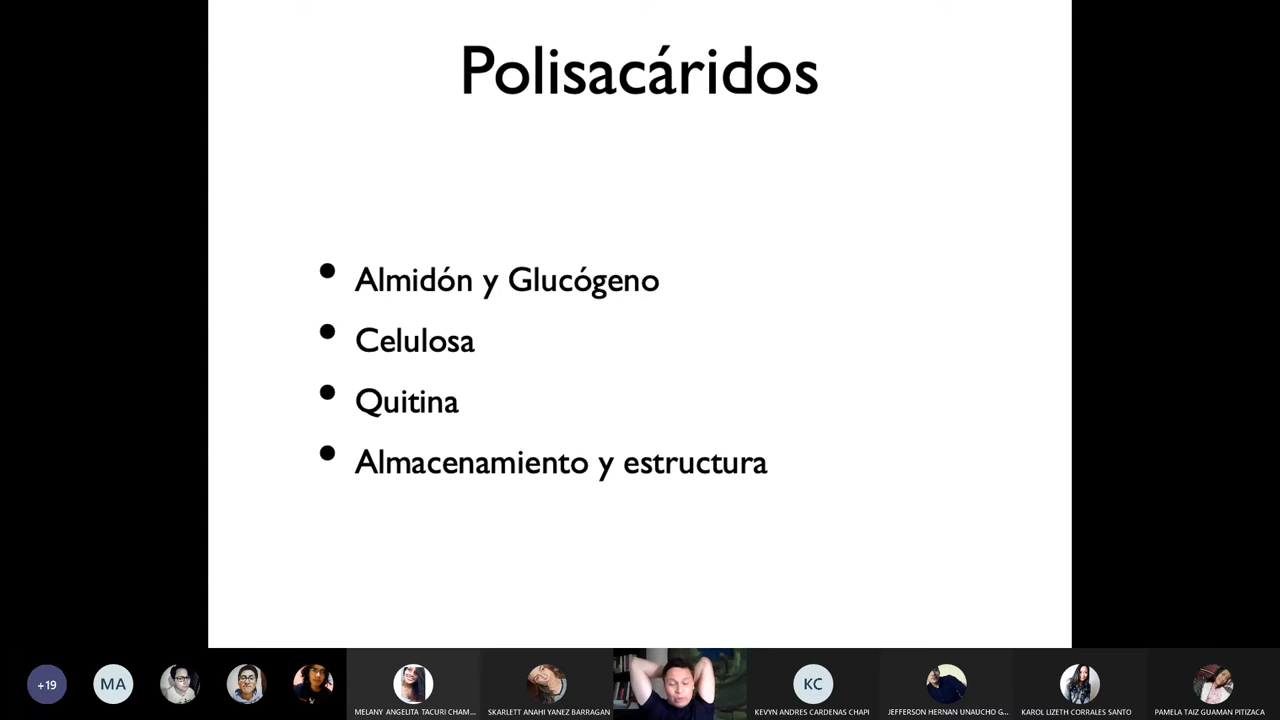 Polisacáridos
• Almidón y Glucógeno
• Celulosa
• Quitina
• Almacenamiento y estructura
+19
MA
MELANY ANGELITA TACURI CHAM...
SKARLETT ANAHI YANEZ BARRAGAN
KC
KEVYN ANDRES CARDENAS CHAPI
JEFFERSON HERNAN UNAUCHO G...
KAROL LIZETH CORRALES SANTO
PAMELA TAIZ GUAMAN PITIZACA